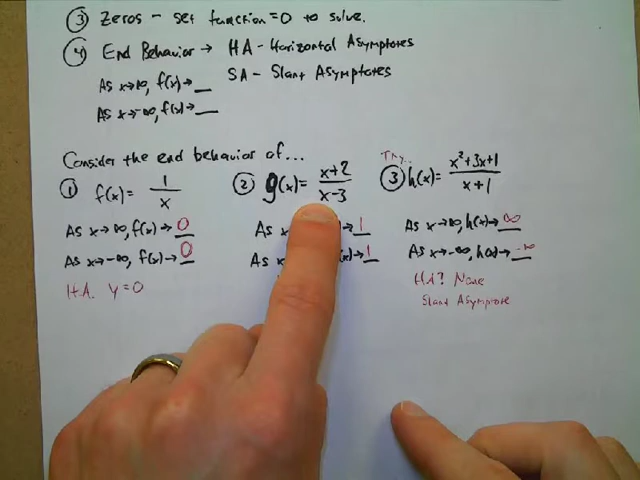 ③ Zeros - set function = 0 to solve.
④ End Behavior → HA - Horizontal Asymptotes
SA - Slant Asymptotes
As x→∞, f(x)→ __
As x→-∞, f(x)→ __
Consider the end behavior of...
① f(x) = 1/x
As x→∞, f(x)→ 0
As x→-∞, f(x)→ 0
H.A. y=0
② g(x) = x+2/x-3
As x )→ 1
As x (x)→ 1
Try..
③ h(x) = x²+3x+1/x+1
As x→∞, h(x)→ ∞
As x→-∞, h(x)→ -∞
HA? None
Slant Asymptote